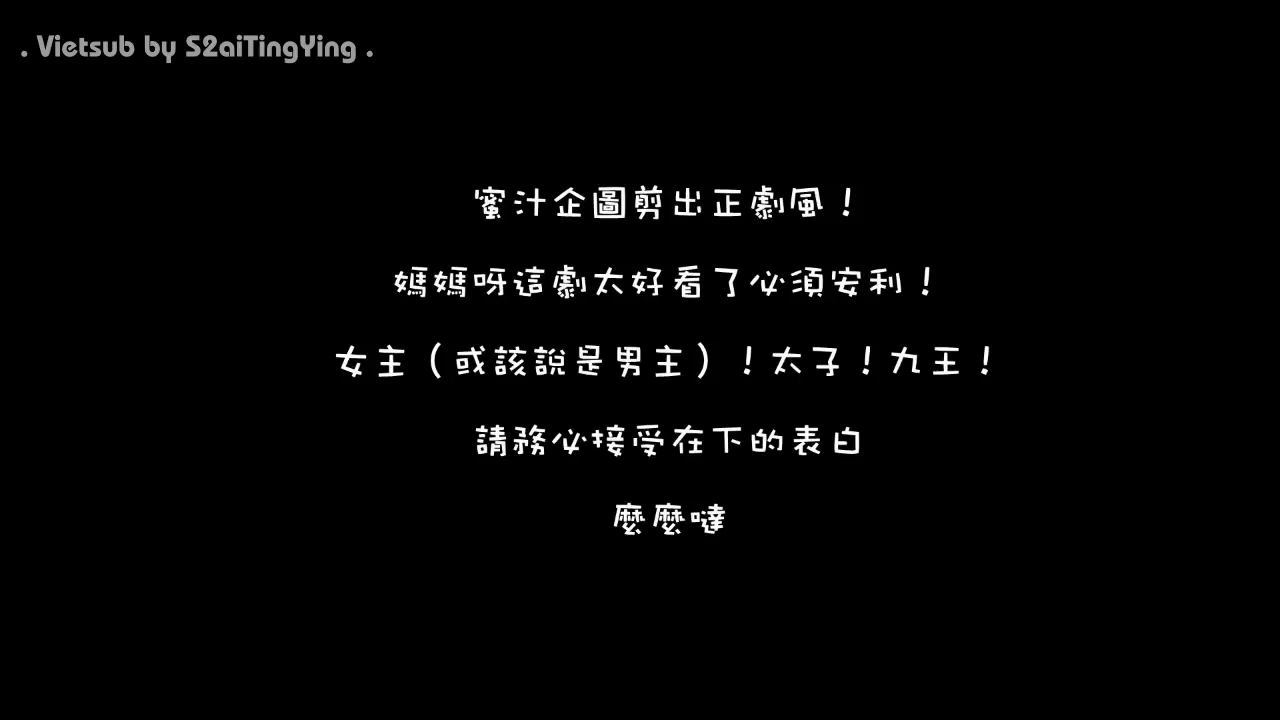 . Vietsub by S2aiTingYing .
蜜汁企圖剪出正劇風！
媽媽呀這劇太好看了必須安利！
女主（或該說是男主）！太子！九王！
請務必接受在下的表白
麼麼噠